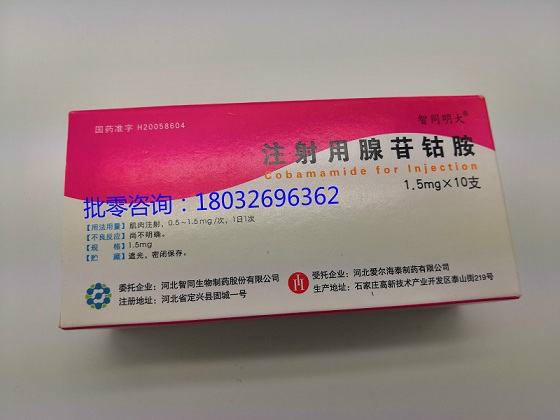 国药准字 H20058604
智同明大®
注射用腺苷钴胺
Cobamamide for Injection
1.5mg×10支
批零咨询：18032696362
【用法用量】肌肉注射，0.5~1.5mg/次，1日1次
【不良反应】尚不明确。
【规 格】1.5mg
【贮 藏】遮光，密闭保存。
委托企业：河北智同生物制药股份有限公司
注册地址：河北省定兴县固城一号
受托企业：河北爱尔海泰制药有限公司
生产地址：石家庄高新技术产业开发区泰山街219号